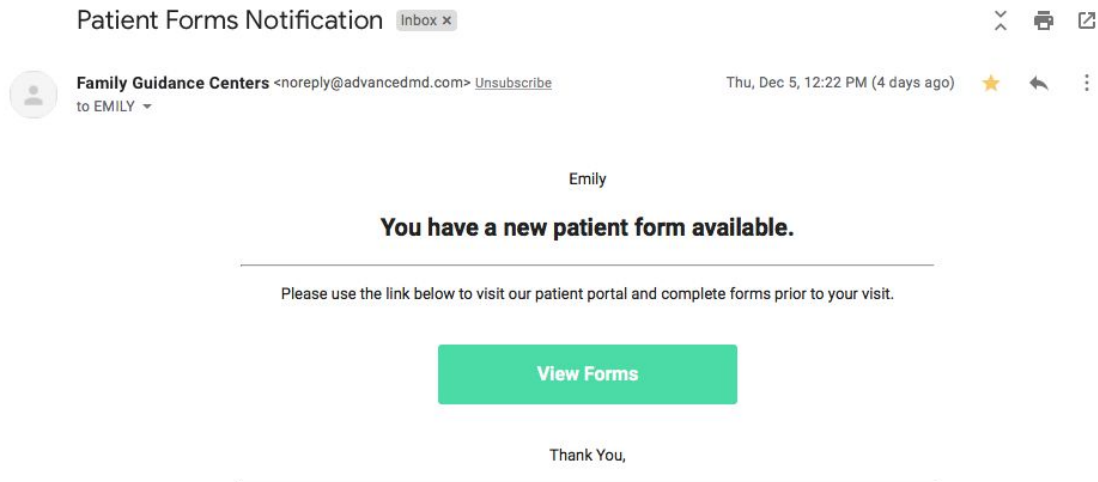 Patient Forms Notification Inbox ×
Family Guidance Centers <noreply@advancedmd.com> Unsubscribe Thu, Dec 5, 12:22 PM (4 days ago)
to EMILY
Emily
You have a new patient form available.
Please use the link below to visit our patient portal and complete forms prior to your visit.
View Forms
Thank You,